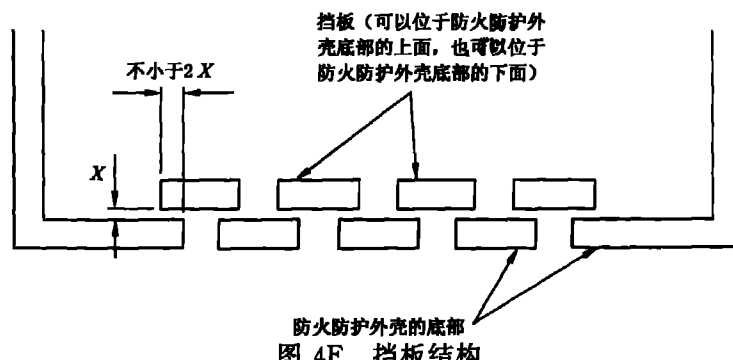 挡板（可以位于防火防护外
壳底部的上面，也可以位于
防火防护外壳底部的下面）
不小于2X
X
防火防护外壳的底部
图 4E 挡板结构